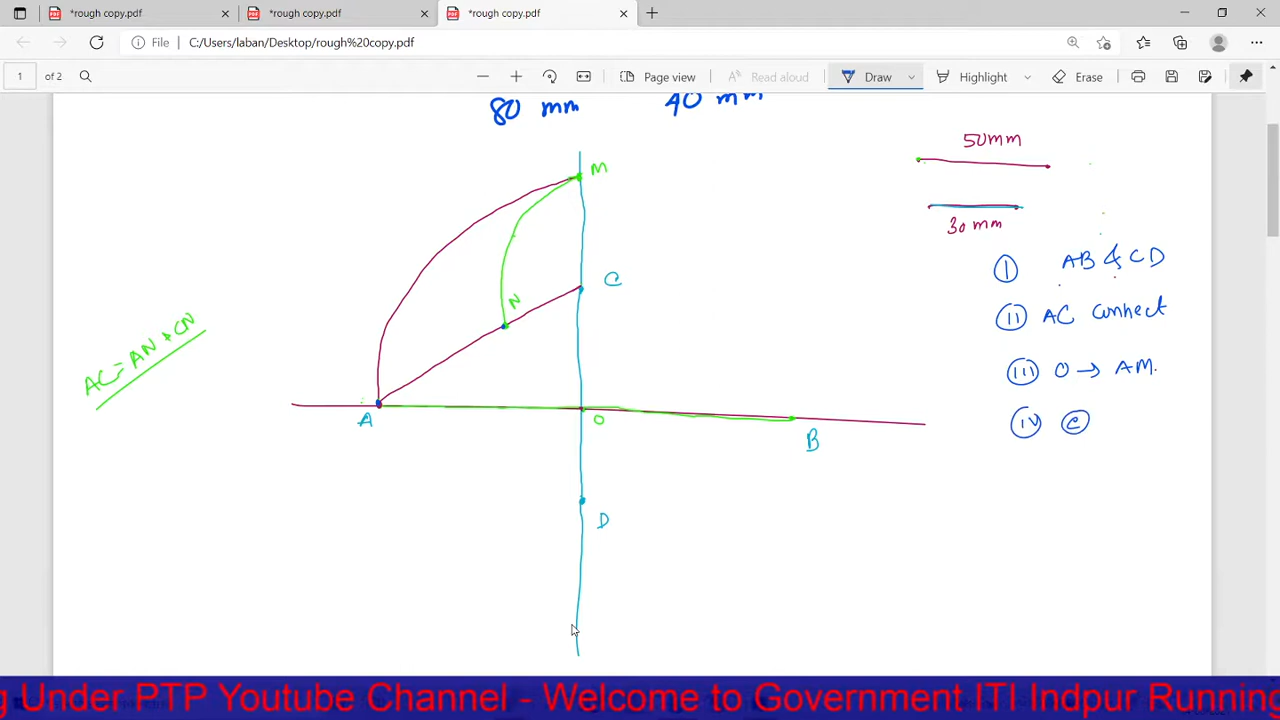 *rough copy.pdf
*rough copy.pdf
*rough copy.pdf
File
C:/Users/laban/Desktop/rough%20copy.pdf
1
of 2
Page view
Read aloud
Draw
Highlight
Erase
80 mm
40 mm
50mm
M
30 mm
C
I AB & CD
N
II AC connect
AC= AN + CN
III O → AM.
A
O
IV C
B
D
g Under PTP Youtube Channel - Welcome to Government ITI Indpur Running